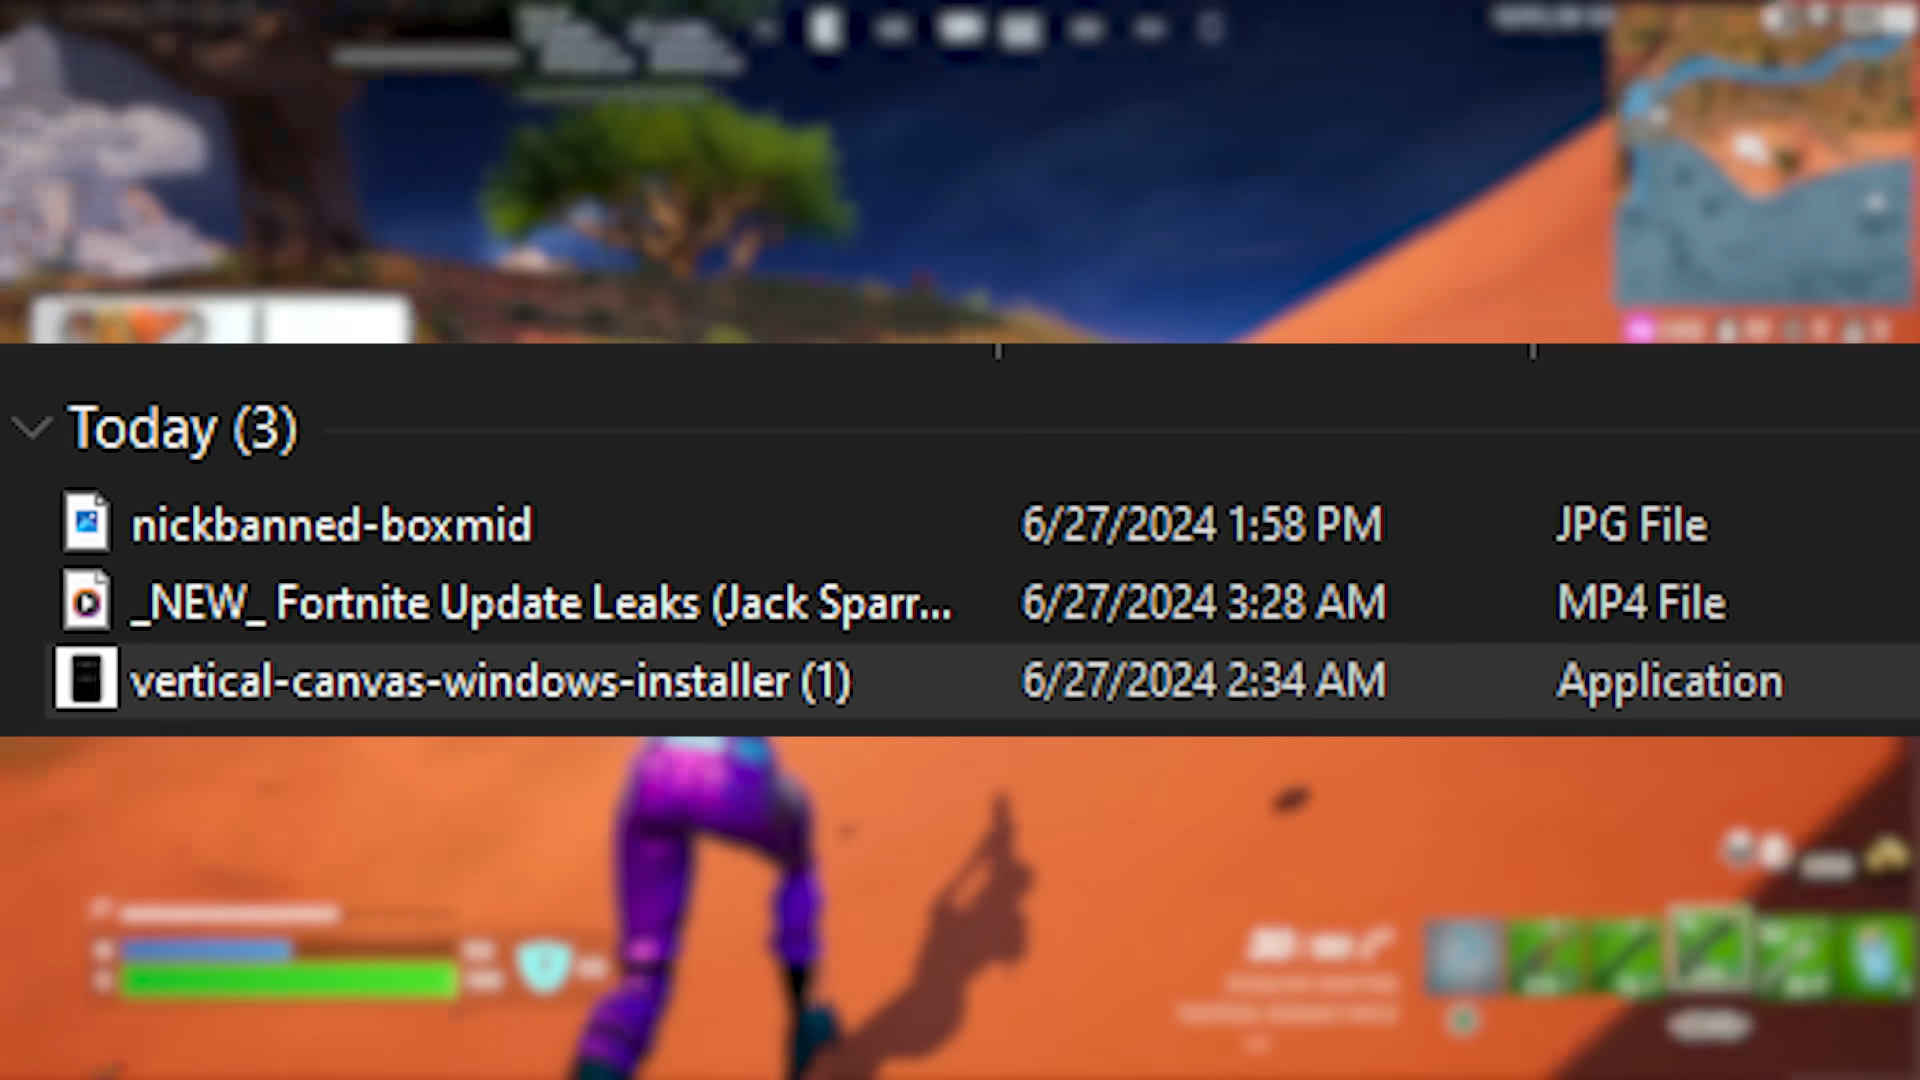 Today (3)
nickbanned-boxmid 6/27/2024 1:58 PM JPG File
_NEW_ Fortnite Update Leaks (Jack Sparr... 6/27/2024 3:28 AM MP4 File
vertical-canvas-windows-installer (1) 6/27/2024 2:34 AM Application